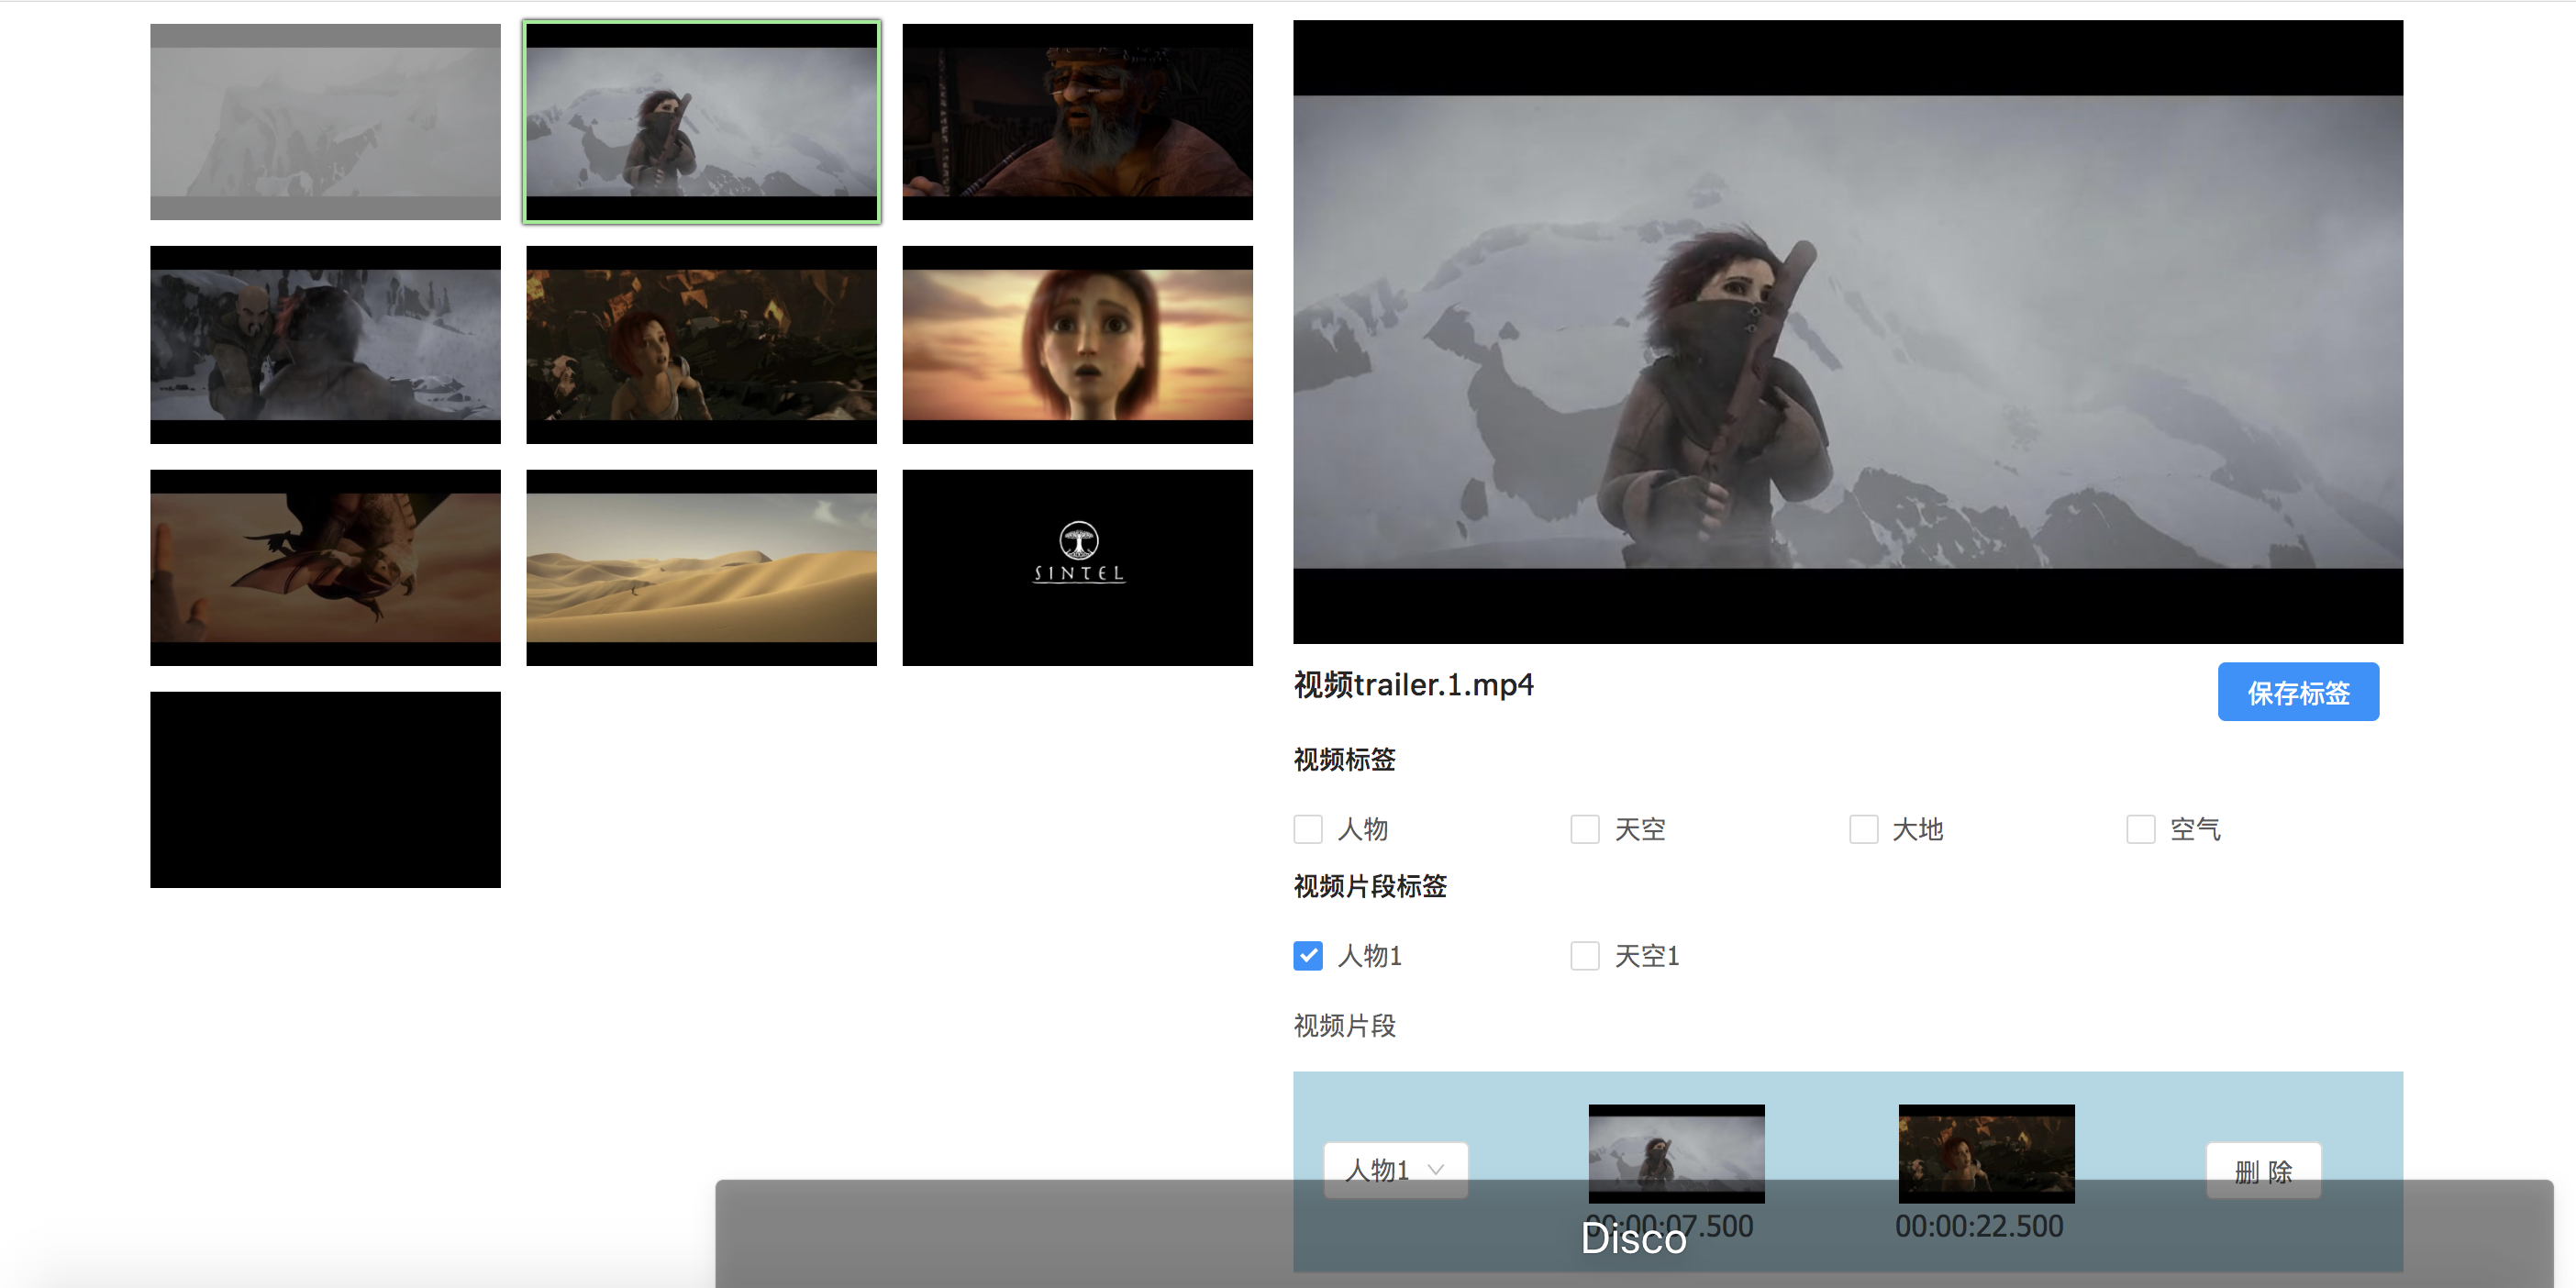 SINTEL
视频trailer.1.mp4
保存标签
视频标签
人物 天空 大地 空气
视频片段标签
人物1 天空1
视频片段
人物1 删 除
00:00:07.500 00:00:22.500
Disco